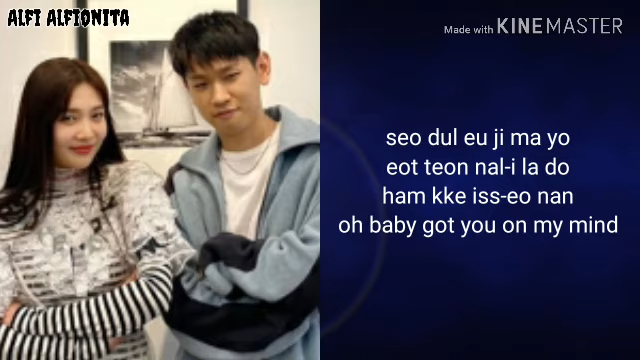 ALFI ALFIONITA
Made with KINEMASTER
seo dul eu ji ma yo
eot teon nal-i la do
ham kke iss-eo nan
oh baby got you on my mind